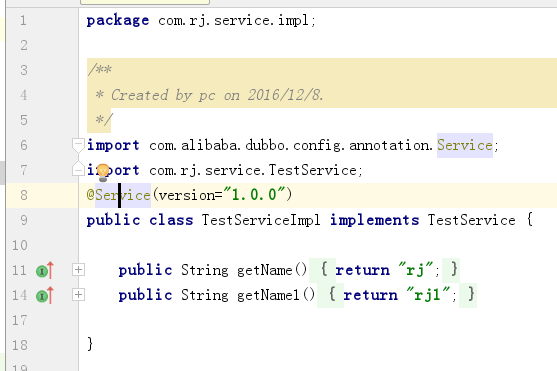 1 package com.rj.service.impl;
2
3 /**
4 * Created by pc on 2016/12/8.
5 */
6 import com.alibaba.dubbo.config.annotation.Service;
7 import com.rj.service.TestService;
8 @Service(version="1.0.0")
9 public class TestServiceImpl implements TestService {
10
11 public String getName() { return "rj"; }
14 public String getName1() { return "rj1"; }
17
18 }
19